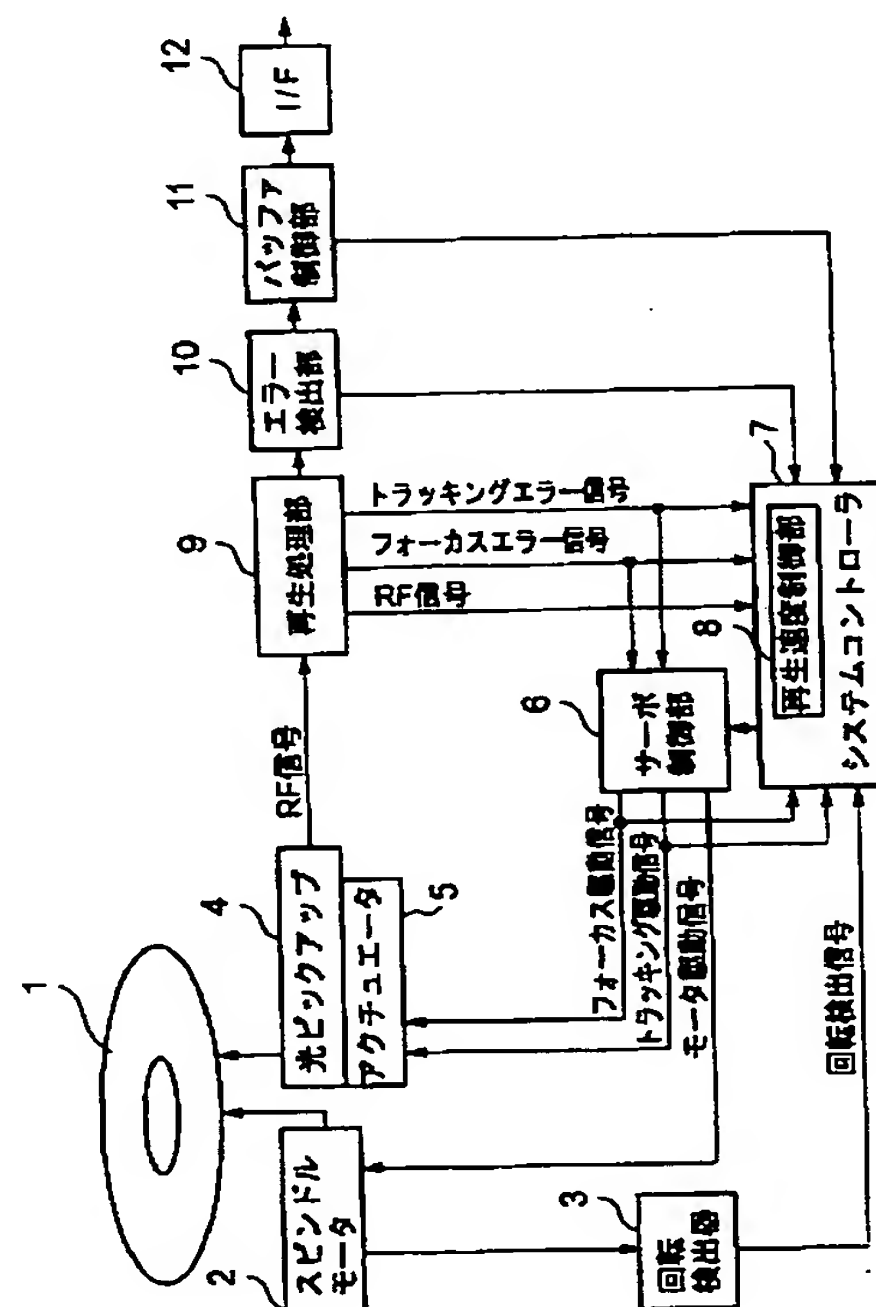 1
2
スピンドル
モータ
3
回転
検出器
4
光ピックアップ
5
アクチュエータ
RF信号
6
サーボ
制御部
フォーカス駆動信号
トラッキング駆動信号
モータ駆動信号
回転検出信号
7
システムコントローラ
8
再生速度制御部
9
再生処理部
トラッキングエラー信号
フォーカスエラー信号
RF信号
10
エラー
検出部
11
バッファ
制御部
12
I/F